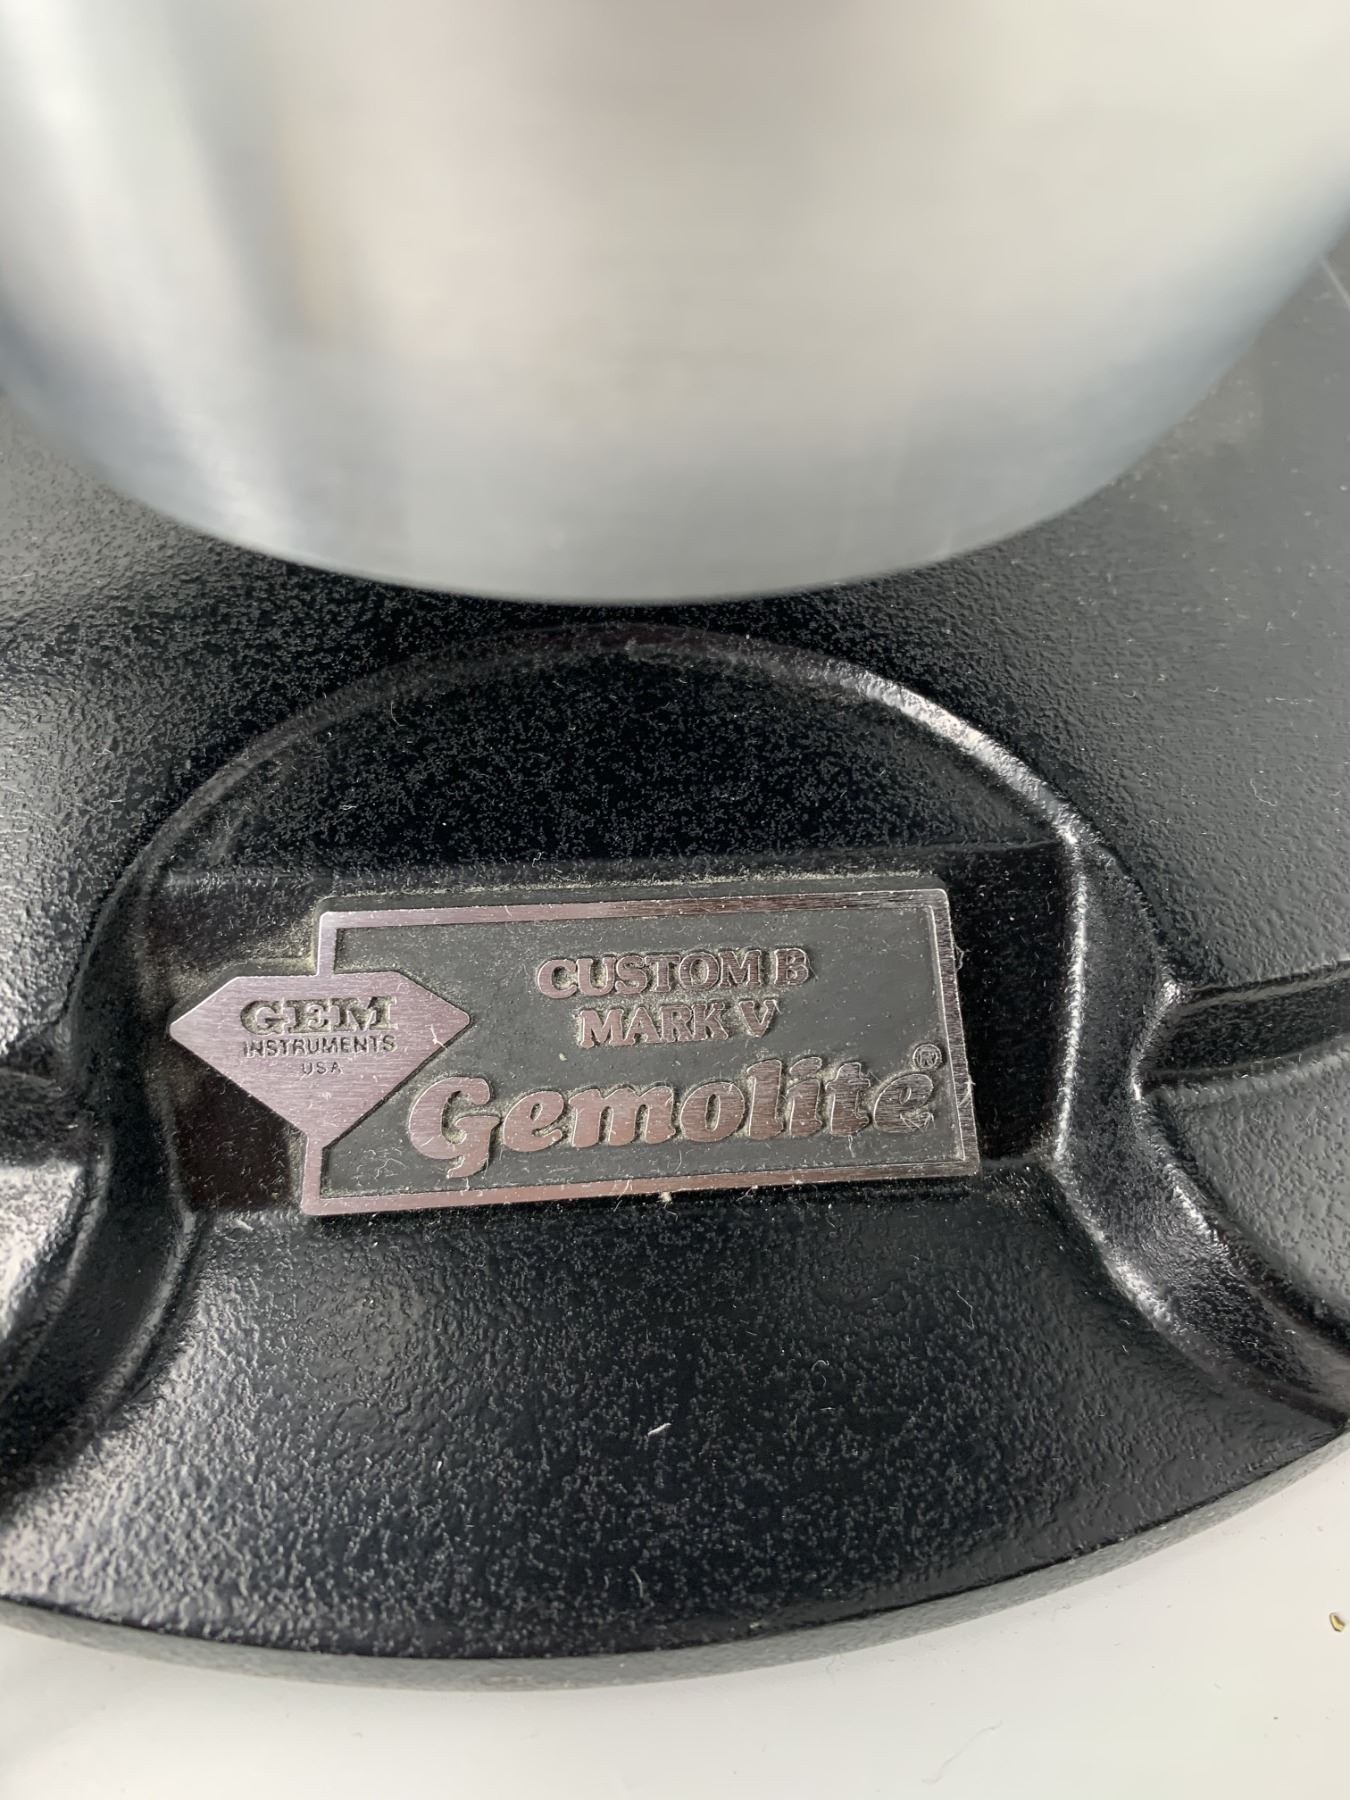 GEM
INSTRUMENTS
USA
CUSTOM B
MARK V
Gemolite®